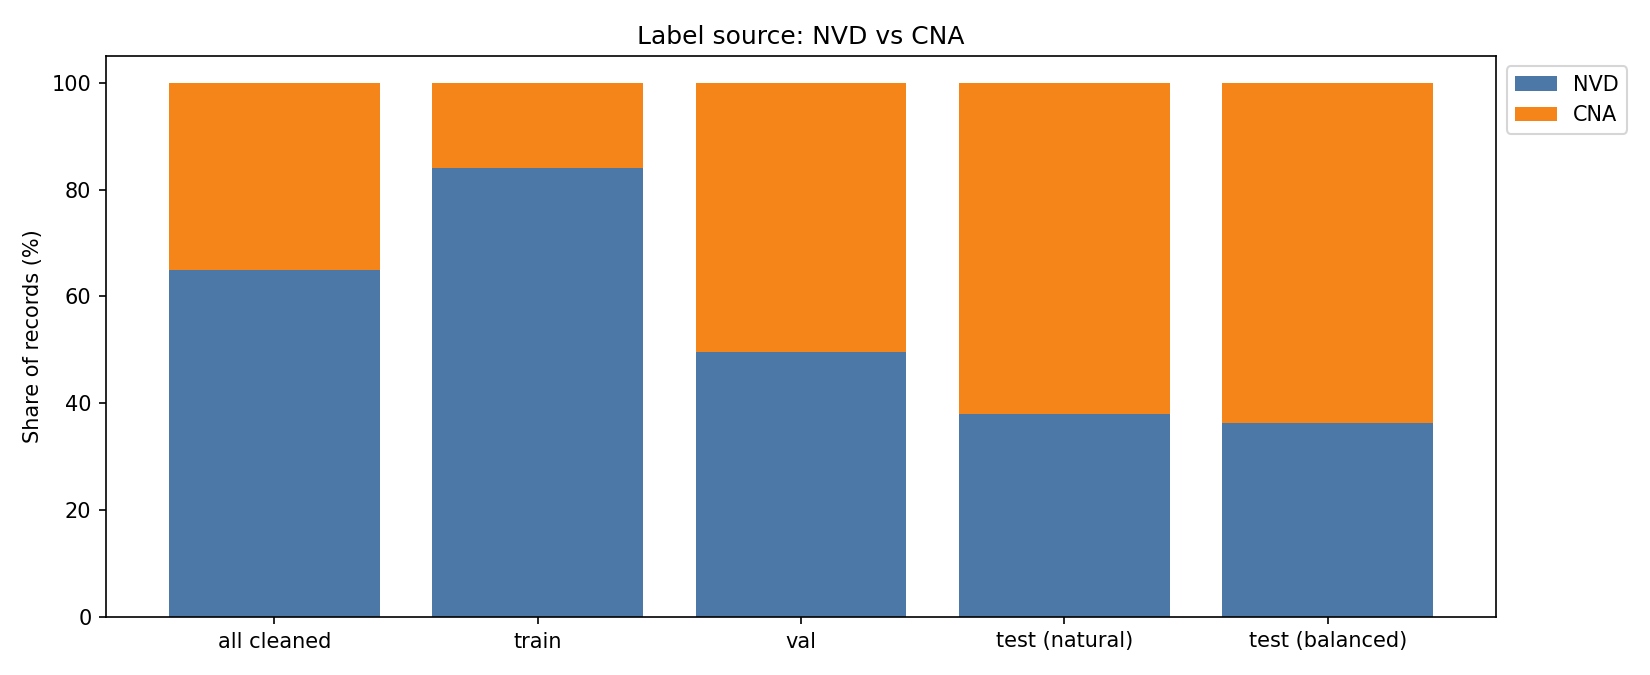 Label source: NVD vs CNA
NVD
CNA
Share of records (%)
100
80
60
40
20
0
all cleaned
train
val
test (natural)
test (balanced)